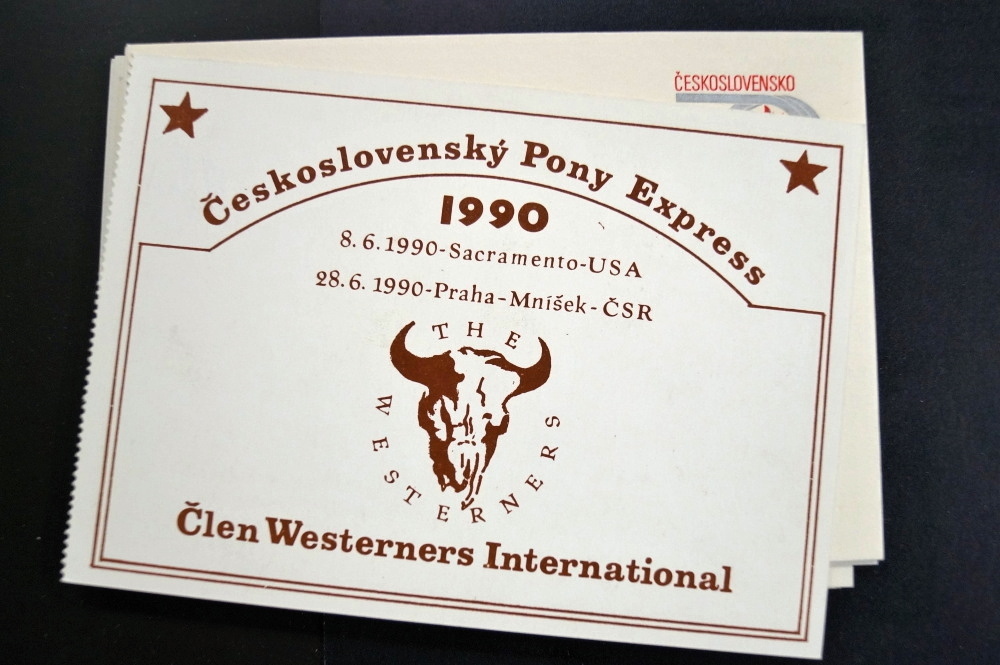 ČESKOSLOVENSKO
Československý Pony Express
1990
8.6.1990-Sacramento-USA
28.6. 1990-Praha-Mníšek-ČSR
THE
WESTERNERS
Člen Westerners International